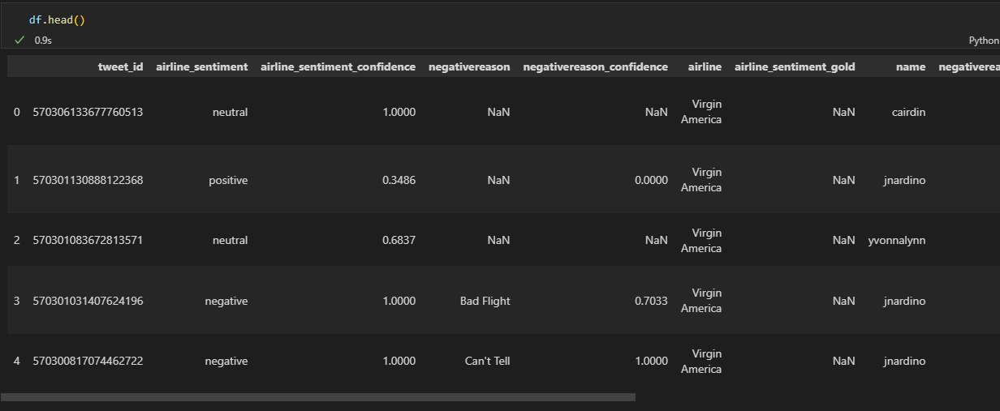 df.head()
0.9s
Python
tweet_id airline_sentiment airline_sentiment_confidence negativereason negativereason_confidence airline airline_sentiment_gold name negativerea
0 570306133677760513 neutral 1.0000 NaN NaN Virgin America NaN cairdin
1 570301130888122368 positive 0.3486 NaN 0.0000 Virgin America NaN jnardino
2 570301083672813571 neutral 0.6837 NaN NaN Virgin America NaN yvonnalynn
3 570301031407624196 negative 1.0000 Bad Flight 0.7033 Virgin America NaN jnardino
4 570300817074462722 negative 1.0000 Can't Tell 1.0000 Virgin America NaN jnardino